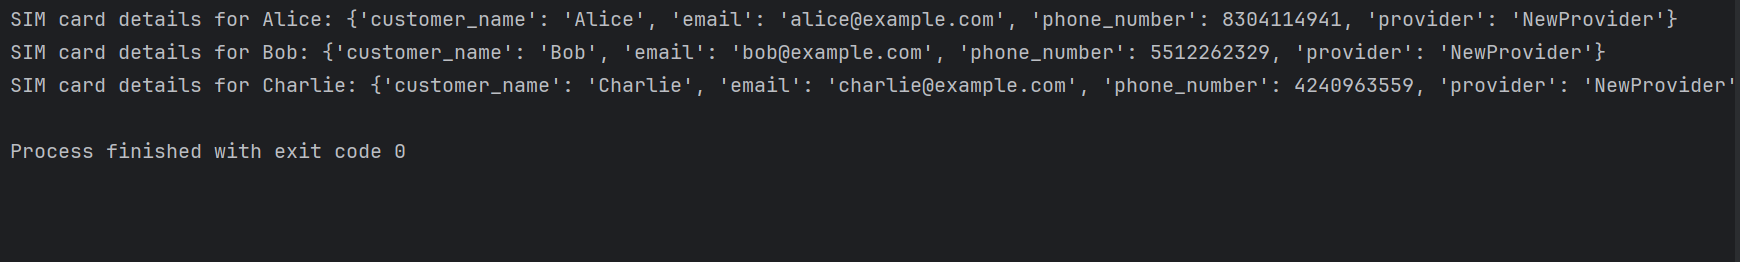 SIM card details for Alice: {'customer_name': 'Alice', 'email': 'alice@example.com', 'phone_number': 8304114941, 'provider': 'NewProvider'}
SIM card details for Bob: {'customer_name': 'Bob', 'email': 'bob@example.com', 'phone_number': 5512262329, 'provider': 'NewProvider'}
SIM card details for Charlie: {'customer_name': 'Charlie', 'email': 'charlie@example.com', 'phone_number': 4240963559, 'provider': 'NewProvider'
Process finished with exit code 0